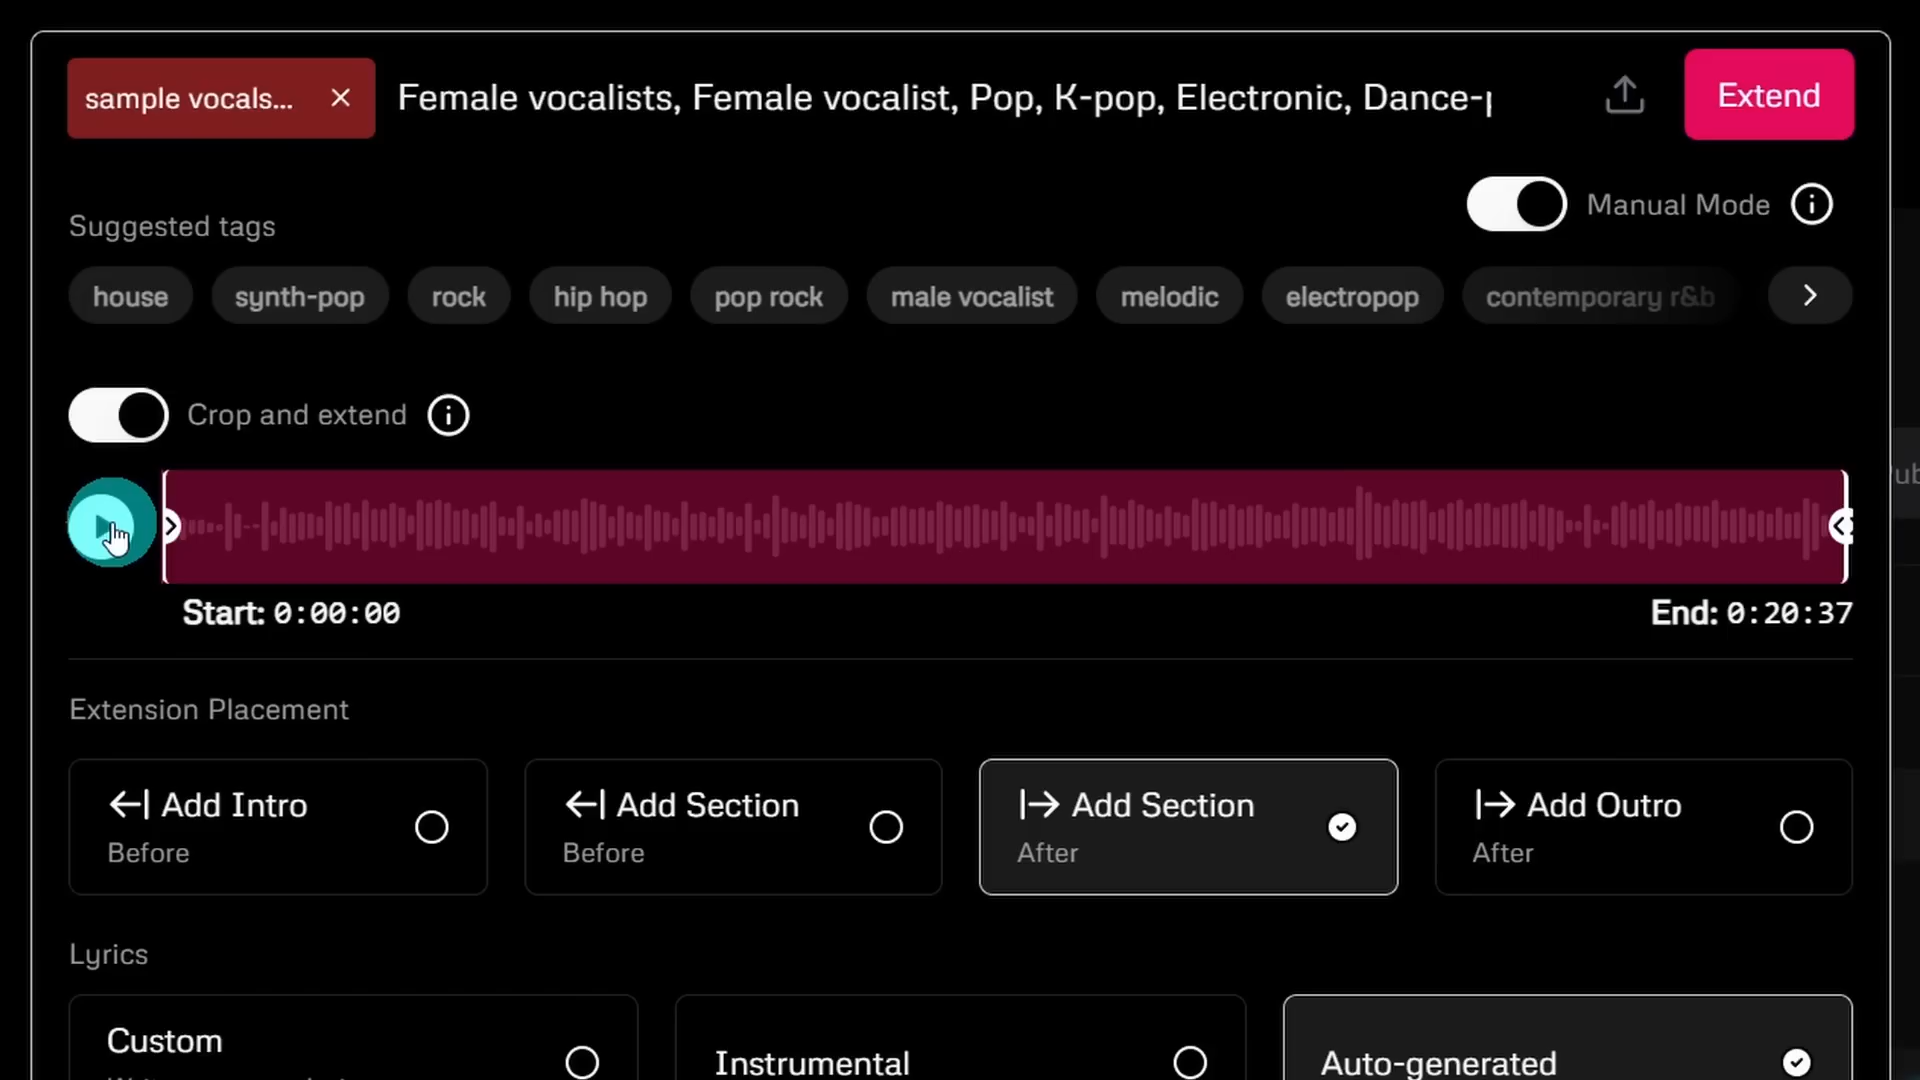 sample vocals... × Female vocalists, Female vocalist, Pop, K-pop, Electronic, Dance-p
Extend
Manual Mode
Suggested tags
house synth-pop rock hip hop pop rock male vocalist melodic electropop contemporary r&b
Crop and extend
Start: 0:00:00 End: 0:20:37
Extension Placement
Add Intro
Before
Add Section
Before
Add Section
After
Add Outro
After
Lyrics
Custom
Instrumental
Auto-generated